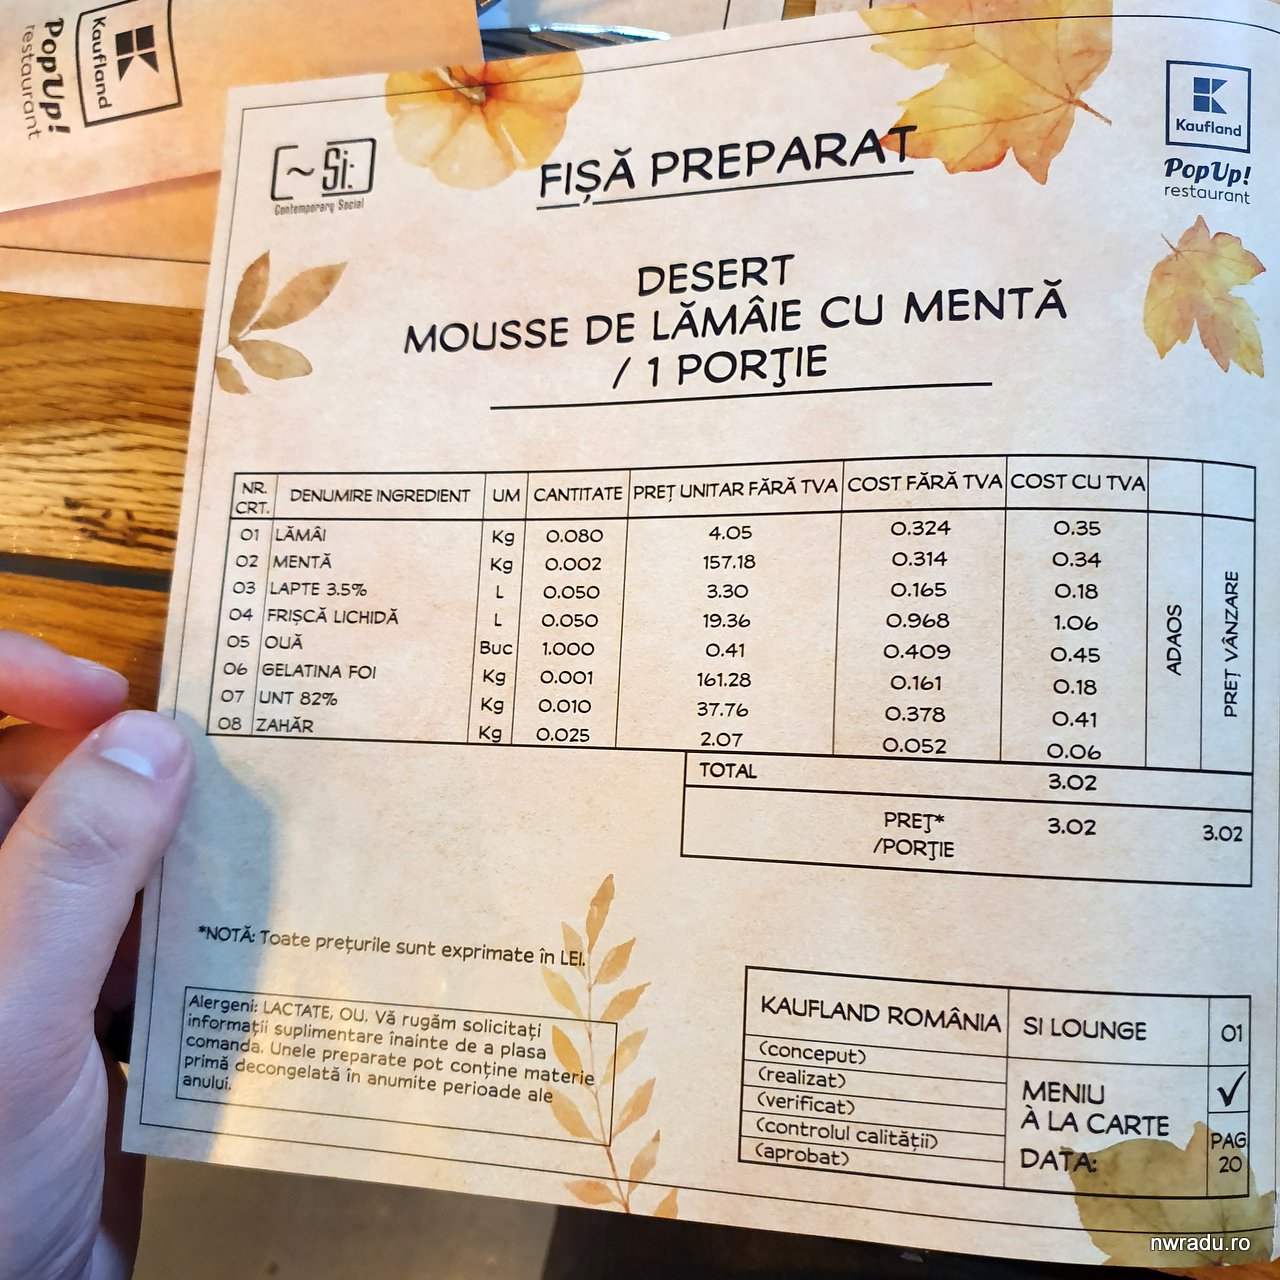 Kaufland
PopUp!
restaurant
~Si:
Contemporary Social
FIȘĂ PREPARAT
Kaufland
PopUp!
restaurant
DESERT
MOUSSE DE LĂMÂIE CU MENTĂ
/ 1 PORŢIE
NR. CRT. DENUMIRE INGREDIENT UM CANTITATE PREȚ UNITAR FĂRĂ TVA COST FĂRĂ TVA COST CU TVA ADAOS PREȚ VÂNZARE
01 LĂMÂI Kg 0.080 4.05 0.324 0.35
02 MENTĂ Kg 0.002 157.18 0.314 0.34
03 LAPTE 3.5% L 0.050 3.30 0.165 0.18
04 FRIȘCĂ LICHIDĂ L 0.050 19.36 0.968 1.06
05 OUĂ Buc 1.000 0.41 0.409 0.45
06 GELATINA FOI Kg 0.001 161.28 0.161 0.18
07 UNT 82% Kg 0.010 37.76 0.378 0.41
08 ZAHĂR Kg 0.025 2.07 0.052 0.06
TOTAL 3.02
PREŢ* /PORŢIE 3.02 3.02
*NOTĂ: Toate prețurile sunt exprimate în LEI.
Alergeni: LACTATE, OU. Vă rugăm solicitați
informații suplimentare înainte de a plasa
comanda. Unele preparate pot conține materie
primă decongelată în anumite perioade ale
anului.
KAUFLAND ROMÂNIA SI LOUNGE 01
(conceput)
(realizat)
(verificat)
(controlul calității)
(aprobat)
MENIU
À LA CARTE
DATA:
PAG
20
nwradu.ro